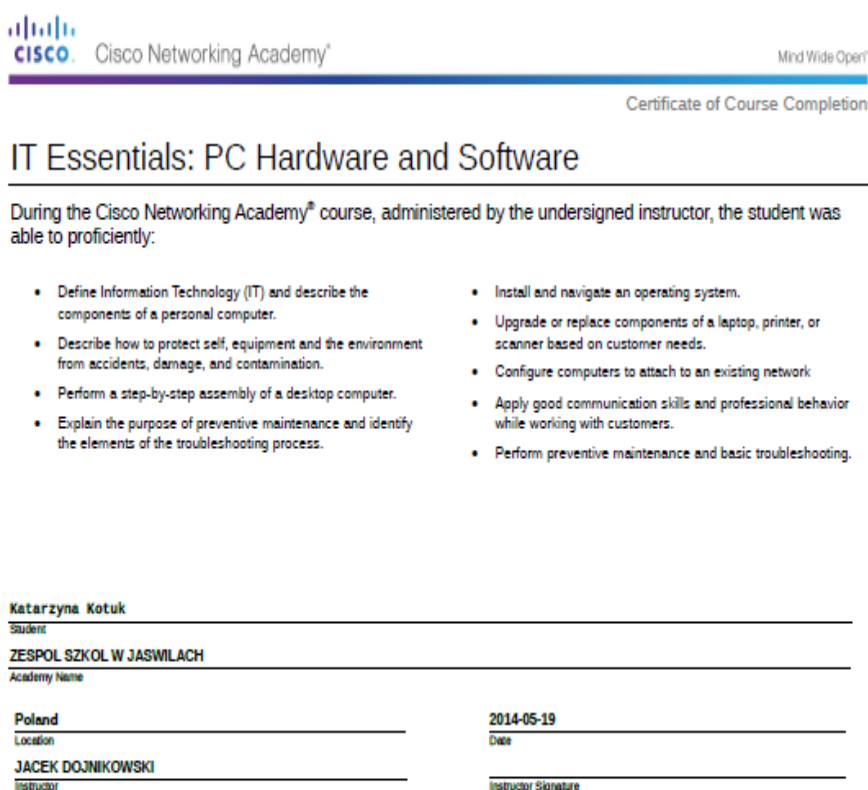 CISCO. Cisco Networking Academy® Mind Wide Open®
Certificate of Course Completion
IT Essentials: PC Hardware and Software
During the Cisco Networking Academy® course, administered by the undersigned instructor, the student was
able to proficiently:
• Define Information Technology (IT) and describe the
components of a personal computer.
• Describe how to protect self, equipment and the environment
from accidents, damage, and contamination.
• Perform a step-by-step assembly of a desktop computer.
• Explain the purpose of preventive maintenance and identify
the elements of the troubleshooting process.
• Install and navigate an operating system.
• Upgrade or replace components of a laptop, printer, or
scanner based on customer needs.
• Configure computers to attach to an existing network
• Apply good communication skills and professional behavior
while working with customers.
• Perform preventive maintenance and basic troubleshooting.
Katarzyna Kotuk
Student
ZESPOL SZKOL W JASWILACH
Academy Name
Poland
Location
2014-05-19
Date
JACEK DOJNIKOWSKI
Instructor
Instructor Signature